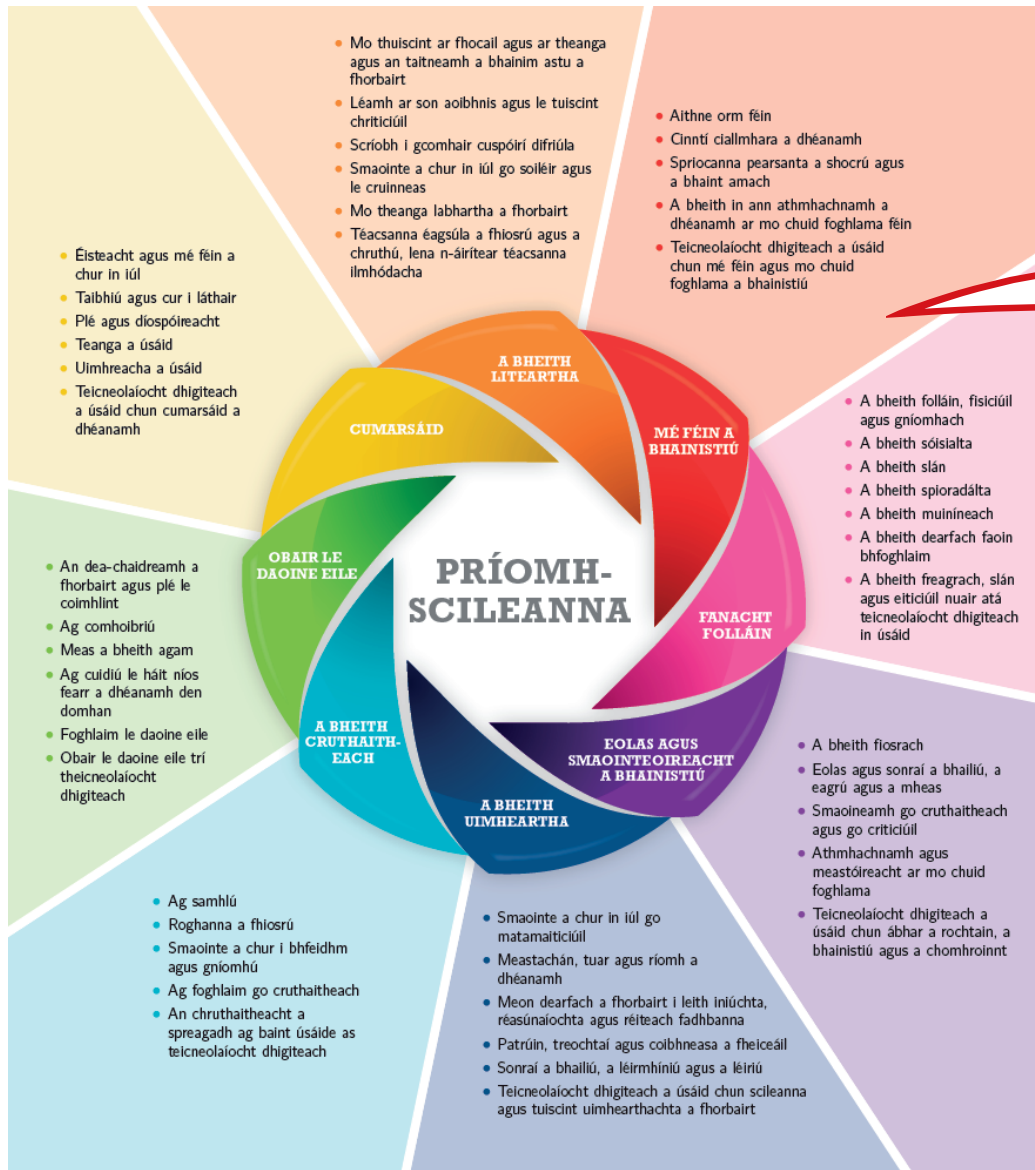 PRÍOMH-
SCILEANNA
A BHEITH
LITEARTHA
• Mo thuiscint ar fhocail agus ar theanga
agus an taitneamh a bhainim astu a
fhorbairt
• Léamh ar son aoibhnis agus le tuiscint
chriticiúil
• Scríobh i gcomhair cuspóirí difriúla
• Smaointe a chur in iúl go soiléir agus
le cruinneas
• Mo theanga labhartha a fhorbairt
• Téacsanna éagsúla a fhiosrú agus a
chruthú, lena n-áirítear téacsanna
ilmhódacha
MÉ FÉIN A
BHAINISTIÚ
• Aithne orm féin
• Cinntí ciallmhara a dhéanamh
• Spriocanna pearsanta a shocrú agus
a bhaint amach
• A bheith in ann athmhachnamh a
dhéanamh ar mo chuid foghlama féin
• Teicneolaíocht dhigiteach a úsáid
chun mé féin agus mo chuid
foghlama a bhainistiú
FANACHT
FOLLÁIN
• A bheith folláin, fisiciúil
agus gníomhach
• A bheith sóisialta
• A bheith slán
• A bheith spioradálta
• A bheith muiníneach
• A bheith dearfach faoin
bhfoghlaim
• A bheith freagrach, slán
agus eiticiúil nuair atá
teicneolaíocht dhigiteach
in úsáid
EOLAS AGUS
SMAOINTEOIREACHT
A BHAINISTIÚ
• A bheith fiosrach
• Eolas agus sonraí a bhailiú, a
eagrú agus a mheas
• Smaoineamh go cruthaitheach
agus go criticiúil
• Athmhachnamh agus
meastóireacht ar mo chuid
foghlama
• Teicneolaíocht dhigiteach a
úsáid chun ábhar a rochtain, a
bhainistiú agus a chomhroinnt
A BHEITH
UIMHEARTHA
• Smaointe a chur in iúl go
matamaiticiúil
• Meastachán, tuar agus ríomh a
dhéanamh
• Meon dearfach a fhorbairt i leith iniúchta,
réasúnaíochta agus réiteach fadhbanna
• Patrúin, treochtaí agus coibhneasa a fheiceáil
• Sonraí a bhailiú, a léirmhíniú agus a léiriú
• Teicneolaíocht dhigiteach a úsáid chun scileanna
agus tuiscint uimhearthachta a fhorbairt
A BHEITH
CRUTHAITH-
EACH
• Ag samhlú
• Roghanna a fhiosrú
• Smaointe a chur i bhfeidhm
agus gníomhú
• Ag foghlaim go cruthaitheach
• An chruthaitheacht a
spreagadh ag baint úsáide as
teicneolaíocht dhigiteach
OBAIR LE
DAOINE EILE
• An dea-chaidreamh a
fhorbairt agus plé le
coimhlint
• Ag comhoibriú
• Meas a bheith agam
• Ag cuidiú le háit níos
fearr a dhéanamh den
domhan
• Foghlaim le daoine eile
• Obair le daoine eile trí
theicneolaíocht
dhigiteach
CUMARSÁID
• Éisteacht agus mé féin a
chur in iúl
• Taibhiú agus cur i láthair
• Plé agus díospóireacht
• Teanga a úsáid
• Uimhreacha a úsáid
• Teicneolaíocht dhigiteach
a úsáid chun cumarsáid a
dhéanamh